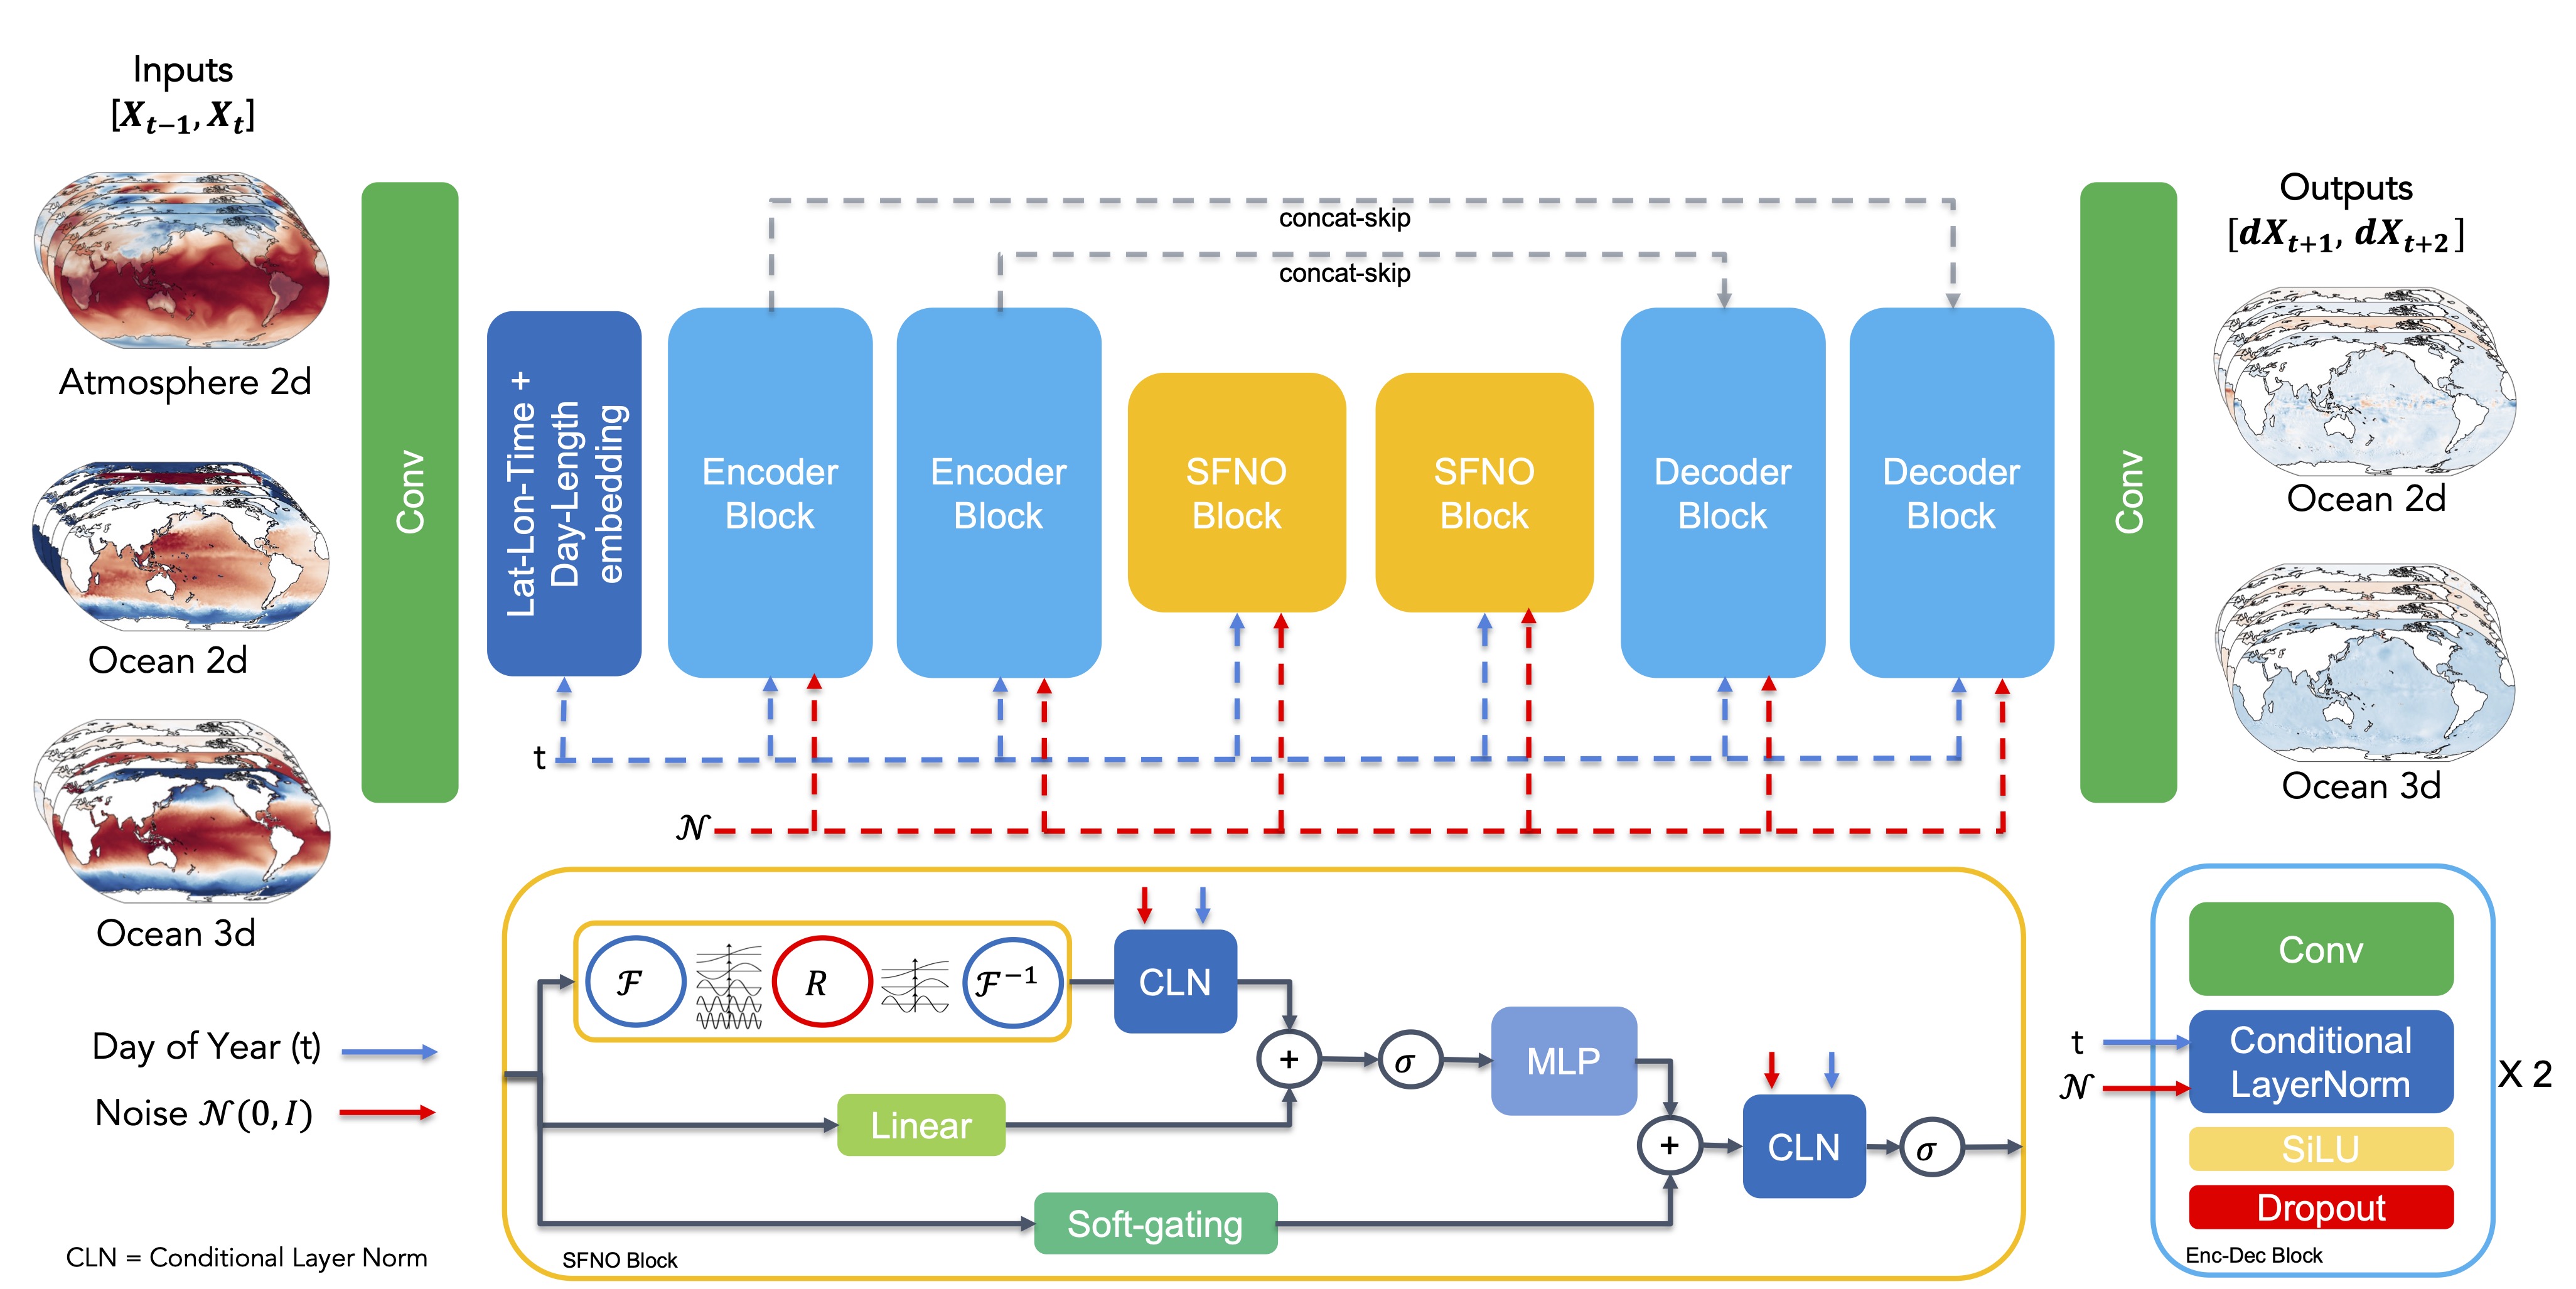 Inputs
[X_{t−1}, X_t]
Atmosphere 2d
Ocean 2d
Ocean 3d
Day of Year (t)
Noise 𝒩(0, I)
CLN = Conditional Layer Norm
Conv
Lat-Lon-Time +
Day-Length
embedding
concat-skip
concat-skip
Encoder
Block
Encoder
Block
SFNO
Block
SFNO
Block
Decoder
Block
Decoder
Block
Conv
t
𝒩
Outputs
[dX_{t+1}, dX_{t+2}]
Ocean 2d
Ocean 3d
ℱ
R
ℱ⁻¹
CLN
+
σ
MLP
Linear
+
CLN
σ
Soft-gating
SFNO Block
Conv
t
𝒩
Conditional
LayerNorm
X 2
SiLU
Dropout
Enc-Dec Block